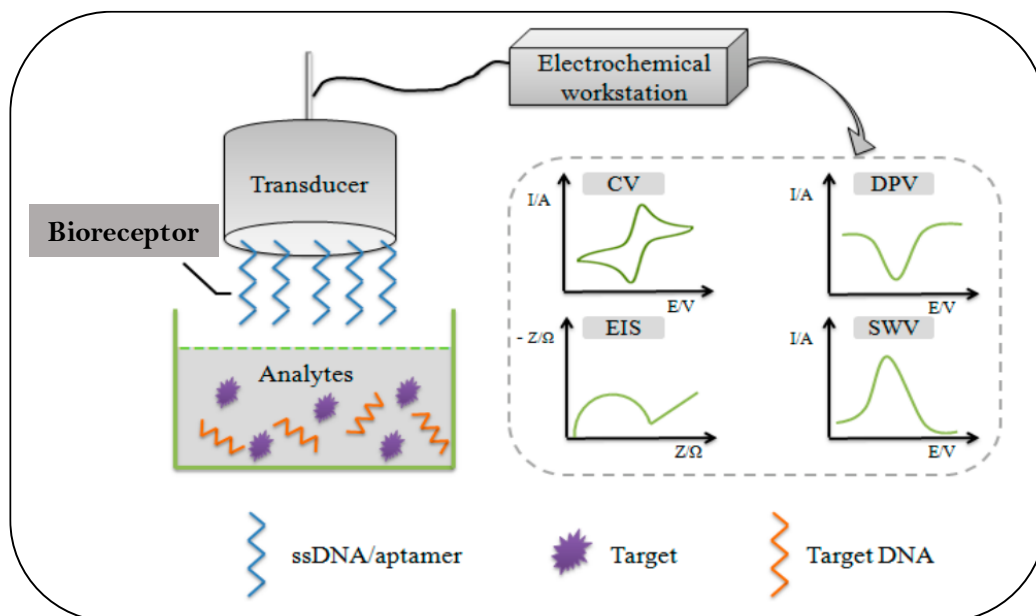 Electrochemical
workstation
Transducer
Bioreceptor
Analytes
CV
I/A
E/V
DPV
I/A
E/V
EIS
- Z/Ω
Z/Ω
SWV
I/A
E/V
ssDNA/aptamer
Target
Target DNA